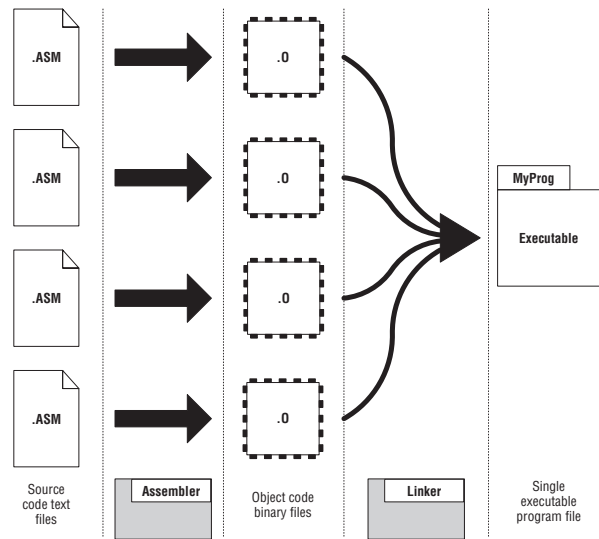 .ASM
.O
.ASM
.O
MyProg
Executable
.ASM
.O
.ASM
.O
Source
code text
files
Assembler
Object code
binary files
Linker
Single
executable
program file